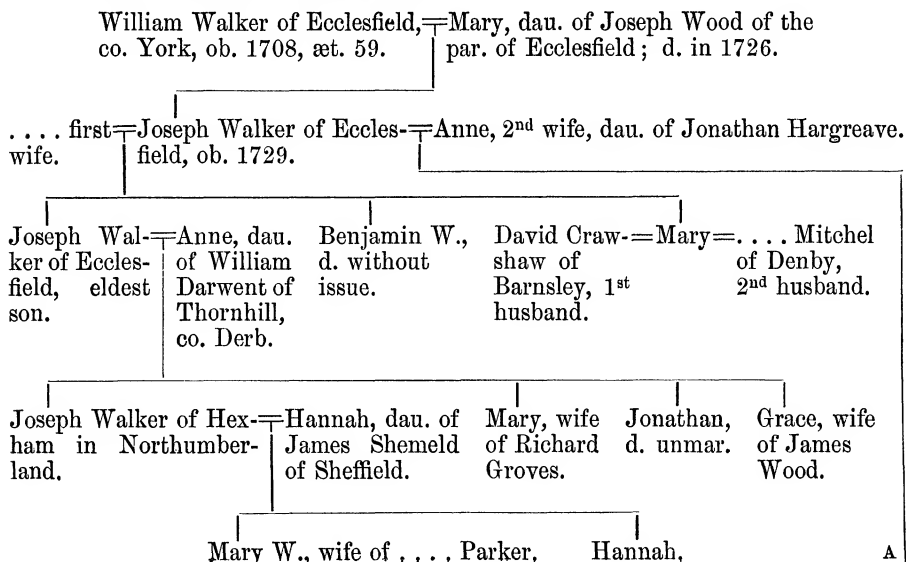 William Walker of Ecclesfield, co. York, ob. 1708, æt. 59.
Mary, dau. of Joseph Wood of the par. of Ecclesfield; d. in 1726.
. . . . first wife.
Joseph Walker of Eccles-
field, ob. 1729.
Anne, 2nd wife, dau. of Jonathan Hargreave.
Joseph Wal-
ker of Eccles-
field, eldest
son.
Anne, dau.
of William
Darwent of
Thornhill,
co. Derb.
Benjamin W.,
d. without
issue.
David Craw-
shaw of
Barnsley, 1st
husband.
Mary
. . . . Mitchel
of Denby,
2nd husband.
Joseph Walker of Hex-
ham in Northumber-
land.
Hannah, dau. of
James Shemeld
of Sheffield.
Mary, wife
of Richard
Groves.
Jonathan,
d. unmar.
Grace, wife
of James
Wood.
Mary W., wife of . . . . Parker,
Hannah,
A